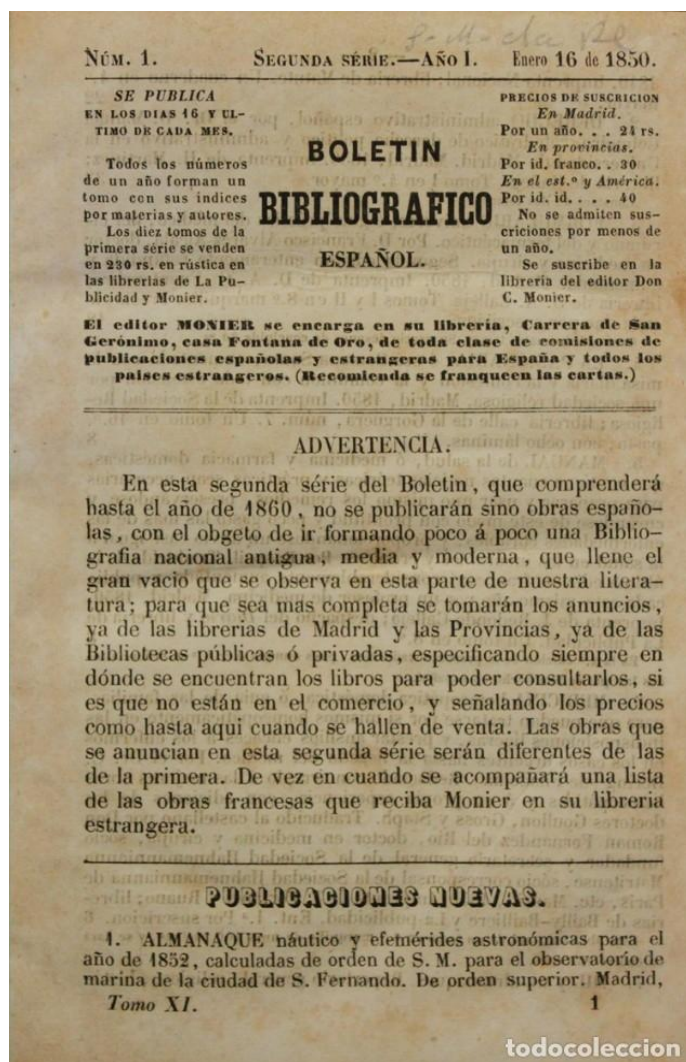 NÚM. 1. SEGUNDA SÉRIE.—AÑO I. Enero 16 de 1850.
SE PUBLICA
EN LOS DIAS 16 Y UL-
TIMO DE CADA MES.
Todos los números
de un año forman un
tomo con sus indices
por materias y autores.
Los diez tomos de la
primera série se venden
en 230 rs. en rústica en
las librerias de La Pu-
blicidad y Monier.
BOLETIN
BIBLIOGRAFICO
ESPAÑOL.
PRECIOS DE SUSCRICION
En Madrid.
Por un año. . . 24 rs.
En provincias.
Por id. franco. . 30
En el est.º y América.
Por id. id. . . . 40
No se admiten sus-
criciones por menos de
un año.
Se suscribe en la
libreria del editor Don
C. Monier.
El editor MONIER se encarga en su libreria, Carrera de San
Gerónimo, casa Fontana de Oro, de toda clase de comisiones de
publicaciones españolas y estrangeras para España y todos los
paises estrangeros. (Recomienda se franqueen las cartas.)
ADVERTENCIA.
En esta segunda série del Boletin, que comprenderá
hasta el año de 1860, no se publicarán sino obras españo-
las, con el obgeto de ir formando poco á poco una Biblio-
grafia nacional antigua, media y moderna, que llene el
gran vacio que se observa en esta parte de nuestra litera-
tura; para que sea mas completa se tomarán los anuncios,
ya de las librerias de Madrid y las Provincias, ya de las
Bibliotecas públicas ó privadas, especificando siempre en
dónde se encuentran los libros para poder consultarlos, si
es que no están en el comercio, y señalando los precios
como hasta aqui cuando se hallen de venta. Las obras que
se anuncian en esta segunda série serán diferentes de las
de la primera. De vez en cuando se acompañará una lista
de las obras francesas que reciba Monier en su libreria
estrangera.
PUBLICACIONES NUEVAS.
1. ALMANAQUE náutico y efemérides astronómicas para el
año de 1852, calculadas de orden de S. M. para el observatorio de
marina de la ciudad de S. Fernando. De orden superior. Madrid,
Tomo XI. 1
todocoleccion